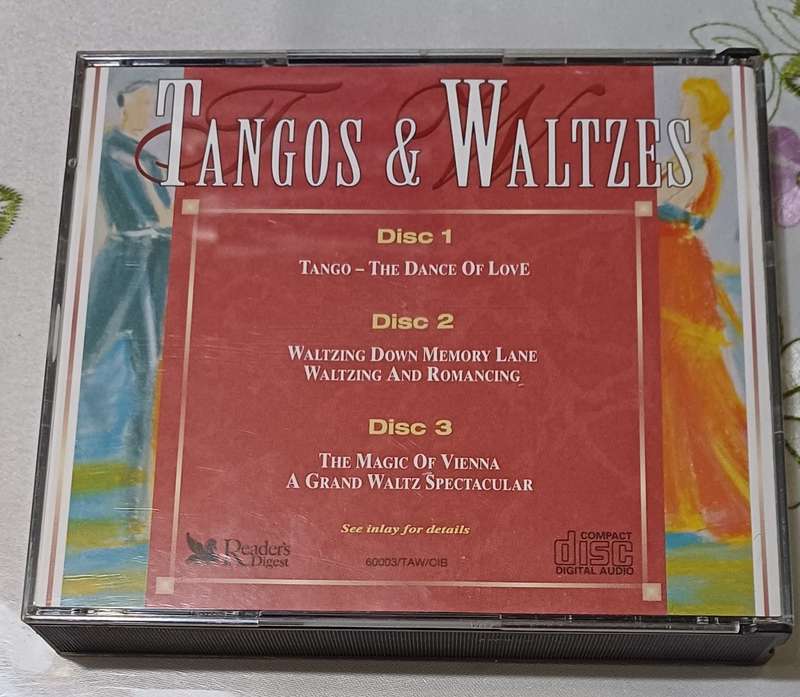 TANGOS & WALTZES
Disc 1
TANGO – THE DANCE OF LOVE
Disc 2
WALTZING DOWN MEMORY LANE
WALTZING AND ROMANCING
Disc 3
THE MAGIC OF VIENNA
A GRAND WALTZ SPECTACULAR
See inlay for details
Reader's
Digest
60003/TAW/OIB
COMPACT
disc
DIGITAL AUDIO